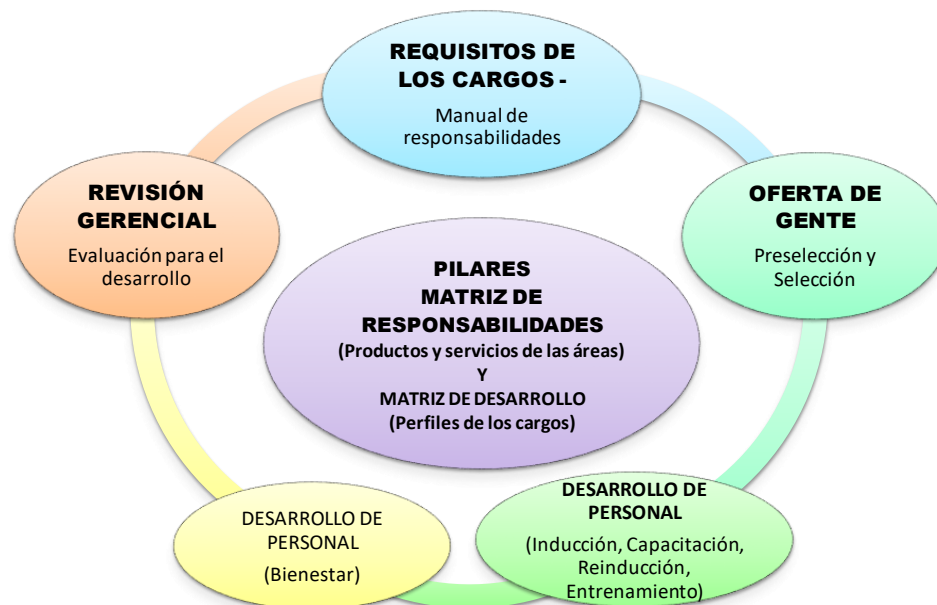 REQUISITOS DE
LOS CARGOS -
Manual de
responsabilidades
OFERTA DE
GENTE
Preselección y
Selección
DESARROLLO DE
PERSONAL
(Inducción, Capacitación,
Reinducción,
Entrenamiento)
DESARROLLO DE
PERSONAL
(Bienestar)
REVISIÓN
GERENCIAL
Evaluación para el
desarrollo
PILARES
MATRIZ DE
RESPONSABILIDADES
(Productos y servicios de las áreas)
Y
MATRIZ DE DESARROLLO
(Perfiles de los cargos)